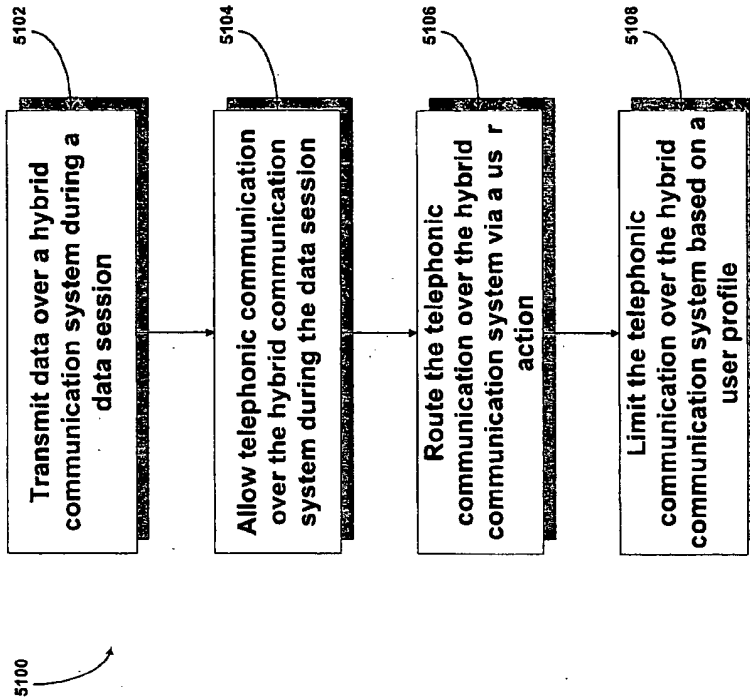 5100
5102
Transmit data over a hybrid
communication system during a
data session
5104
Allow telephonic communication
over the hybrid communication
system during the data session
5106
Route the telephonic
communication over the hybrid
communication system via a us r
action
5108
Limit the telephonic
communication over the hybrid
communication system based on a
user profile